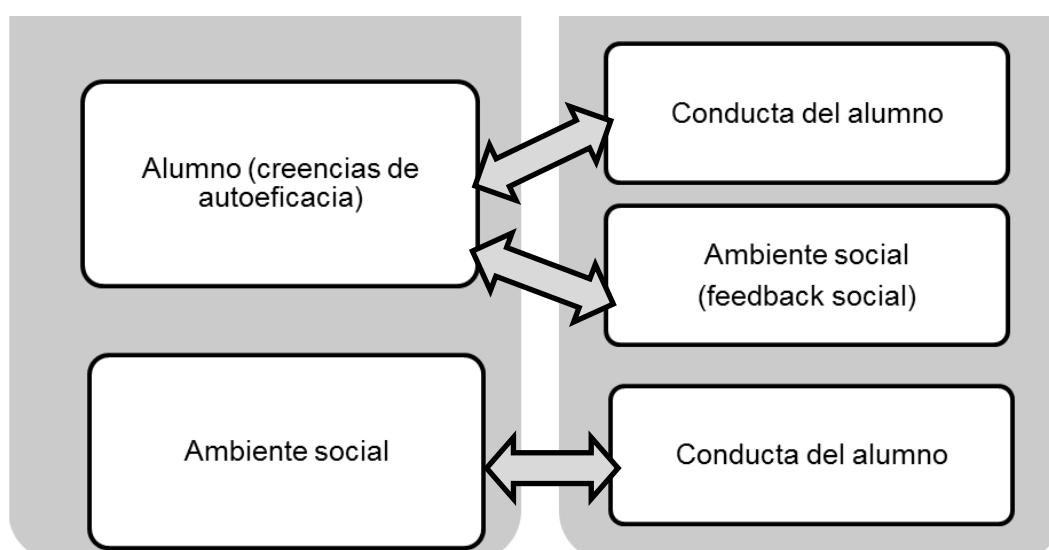 Alumno (creencias de
autoeficacia)
Ambiente social
Conducta del alumno
Ambiente social
(feedback social)
Conducta del alumno